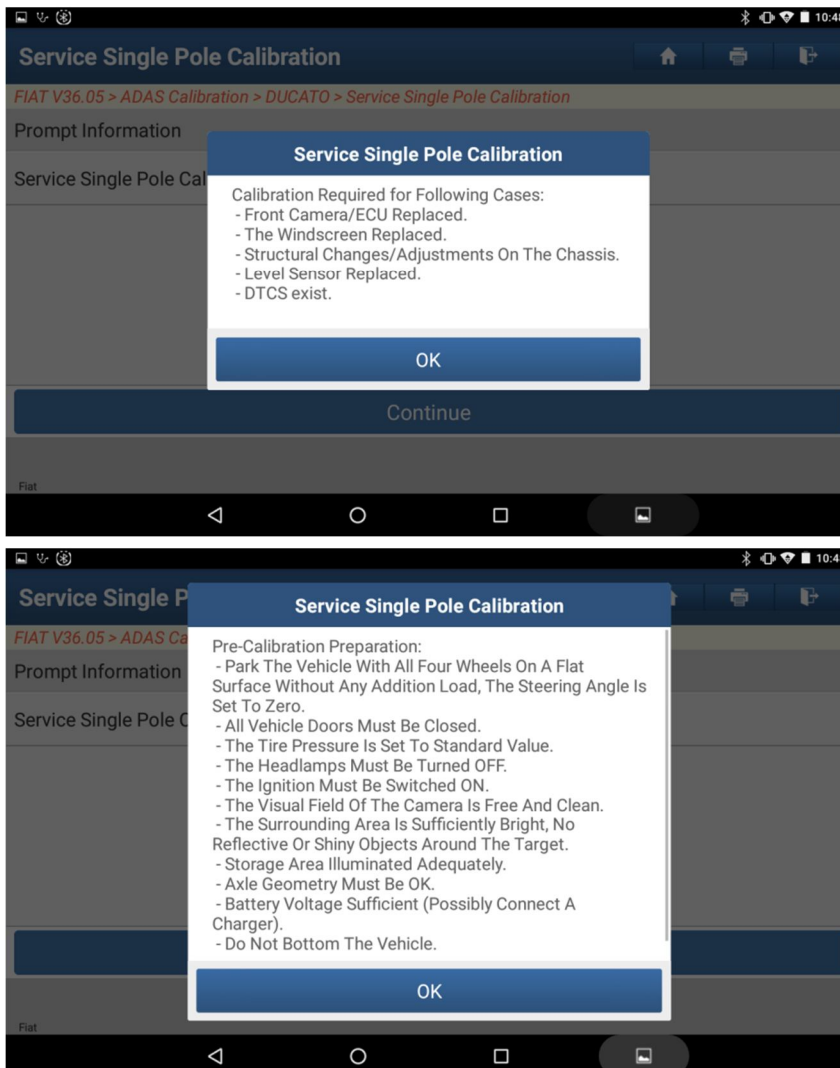 10:48
Service Single Pole Calibration
FIAT V36.05 > ADAS Calibration > DUCATO > Service Single Pole Calibration
Prompt Information
Service Single Pole Cal
Service Single Pole Calibration
Calibration Required for Following Cases:
- Front Camera/ECU Replaced.
- The Windscreen Replaced.
- Structural Changes/Adjustments On The Chassis.
- Level Sensor Replaced.
- DTCS exist.
OK
Continue
Fiat
10:4
Service Single P
FIAT V36.05 > ADAS Ca
Prompt Information
Service Single Pole C
Service Single Pole Calibration
Pre-Calibration Preparation:
- Park The Vehicle With All Four Wheels On A Flat
Surface Without Any Addition Load, The Steering Angle Is
Set To Zero.
- All Vehicle Doors Must Be Closed.
- The Tire Pressure Is Set To Standard Value.
- The Headlamps Must Be Turned OFF.
- The Ignition Must Be Switched ON.
- The Visual Field Of The Camera Is Free And Clean.
- The Surrounding Area Is Sufficiently Bright, No
Reflective Or Shiny Objects Around The Target.
- Storage Area Illuminated Adequately.
- Axle Geometry Must Be OK.
- Battery Voltage Sufficient (Possibly Connect A
Charger).
- Do Not Bottom The Vehicle.
OK
Fiat